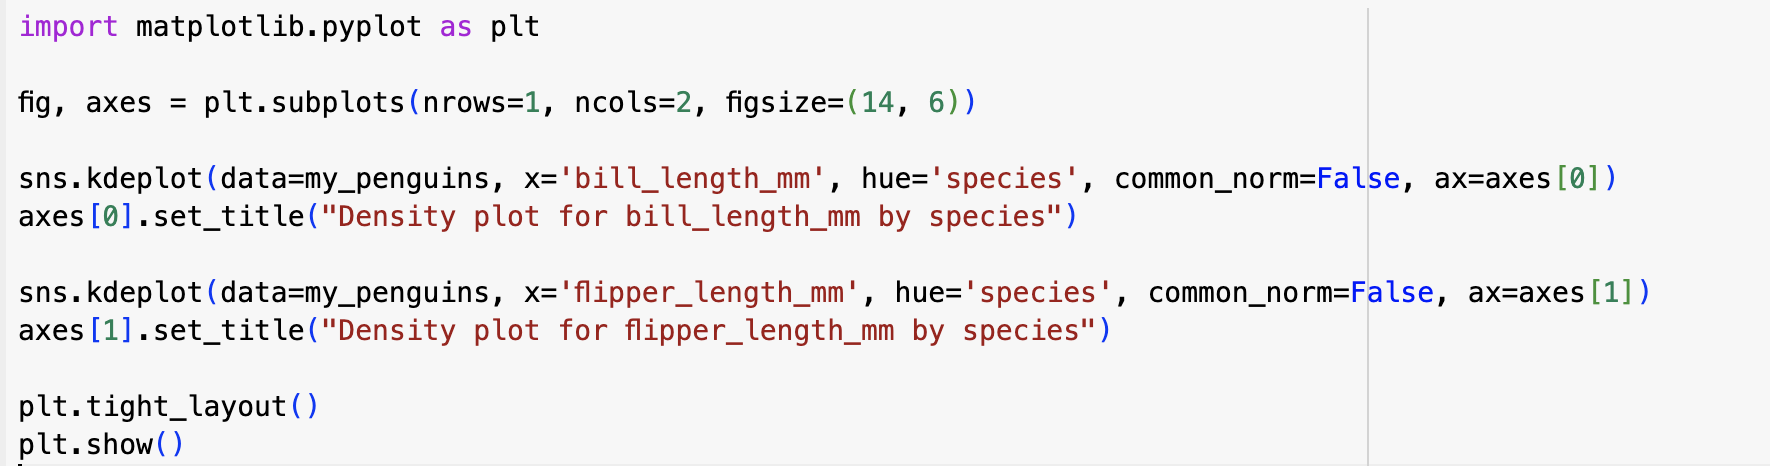 import matplotlib.pyplot as plt
fig, axes = plt.subplots(nrows=1, ncols=2, figsize=(14, 6))
sns.kdeplot(data=my_penguins, x='bill_length_mm', hue='species', common_norm=False, ax=axes[0])
axes[0].set_title("Density plot for bill_length_mm by species")
sns.kdeplot(data=my_penguins, x='flipper_length_mm', hue='species', common_norm=False, ax=axes[1])
axes[1].set_title("Density plot for flipper_length_mm by species")
plt.tight_layout()
plt.show()